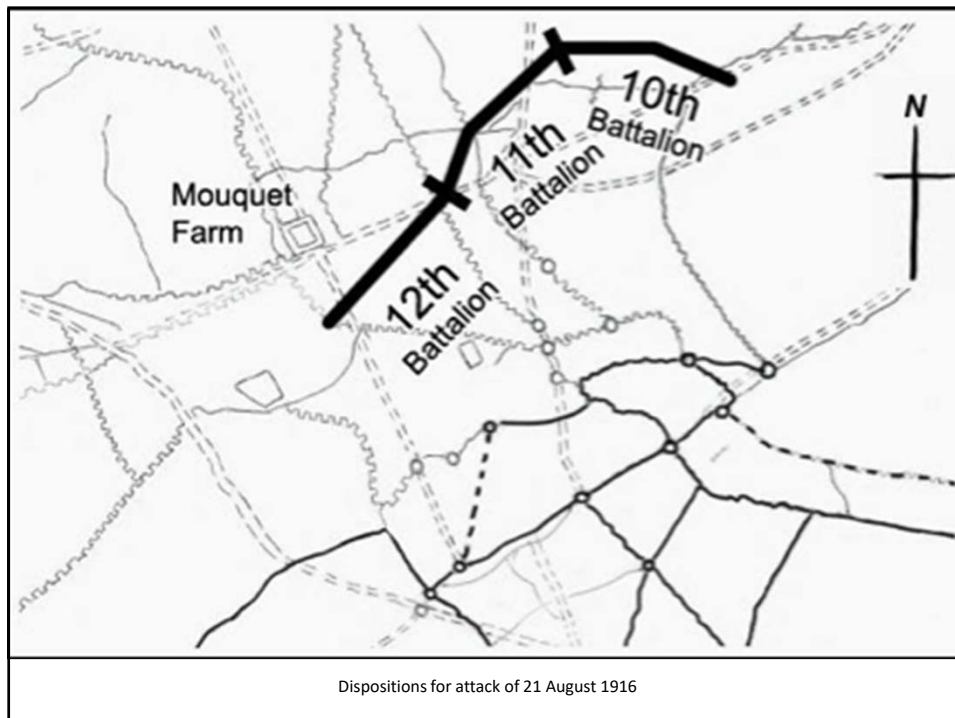 10th
Battalion
N
11th
Battalion
Mouquet
Farm
12th
Battalion
Dispositions for attack of 21 August 1916